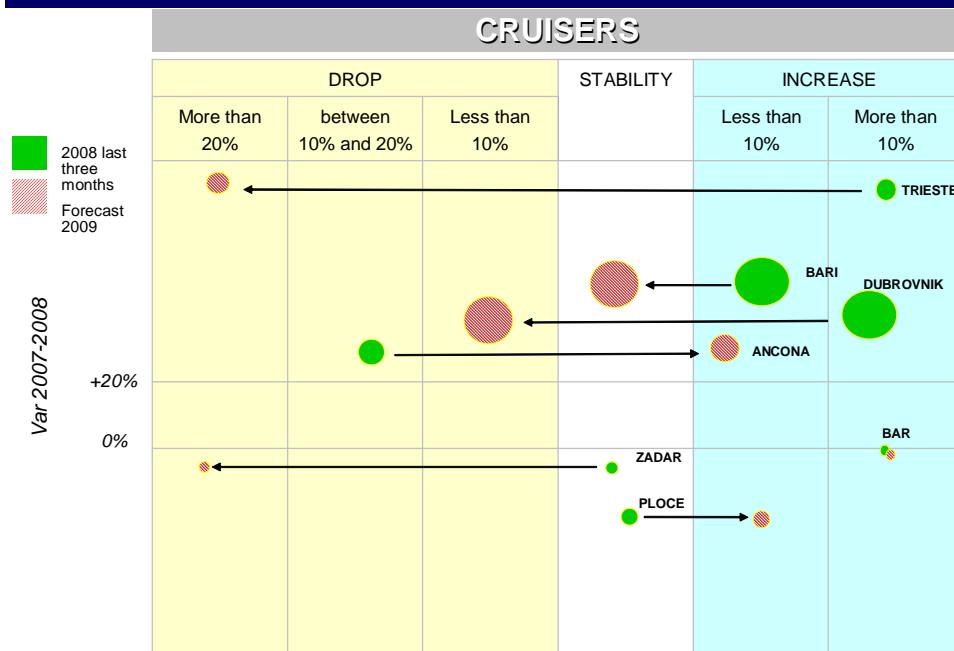 CRUISERS
DROP
STABILITY
INCREASE
More than
20%
between
10% and 20%
Less than
10%
Less than
10%
More than
10%
2008 last
three
months
Forecast
2009
TRIESTE
BARI
DUBROVNIK
ANCONA
+20%
Var 2007-2008
0%
BAR
ZADAR
PLOCE